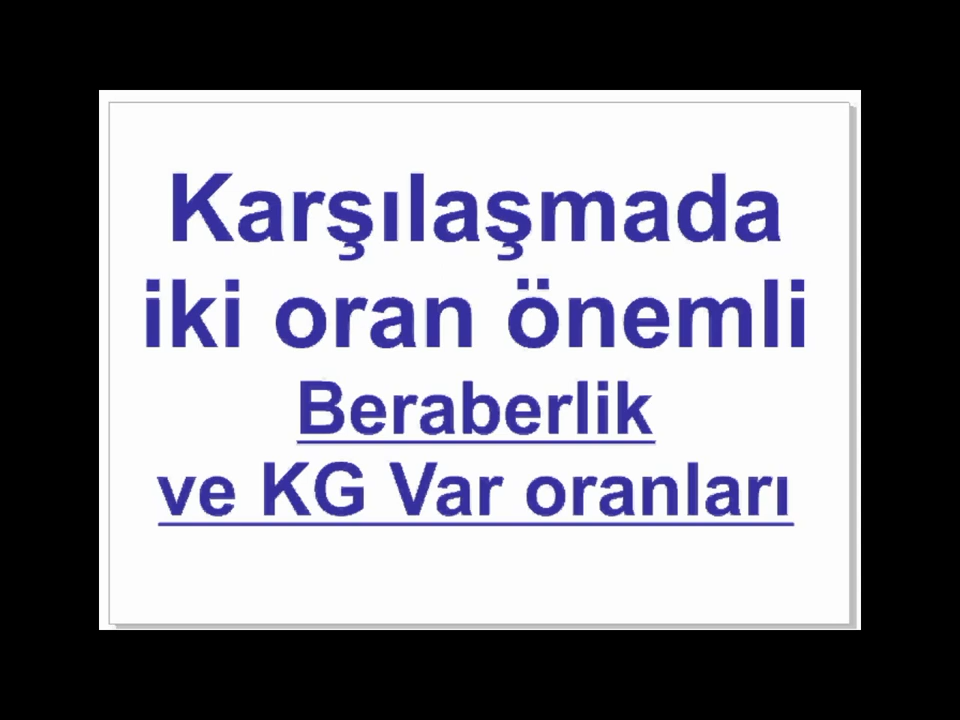 Karşılaşmada
iki oran önemli
Beraberlik
ve KG Var oranları